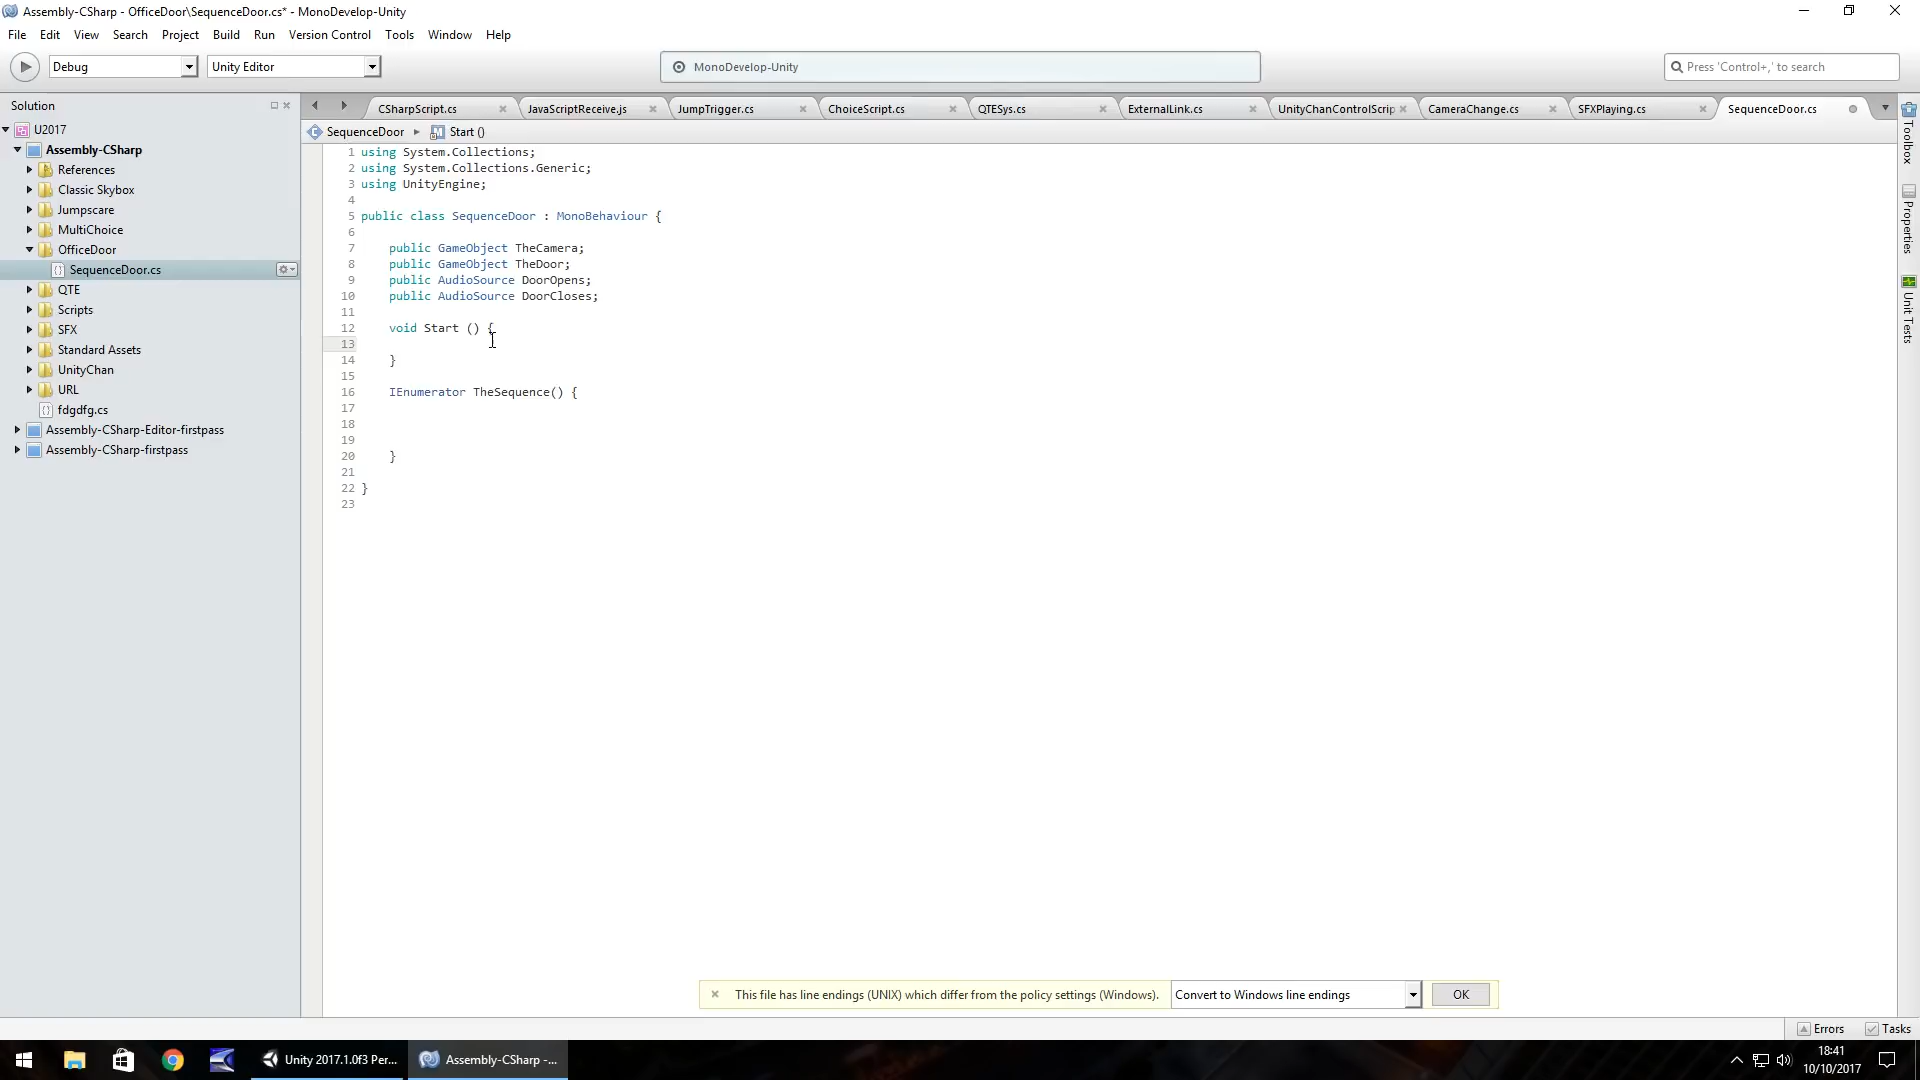 Assembly-CSharp - OfficeDoor\SequenceDoor.cs* - MonoDevelop-Unity
File Edit View Search Project Build Run Version Control Tools Window Help
Debug Unity Editor MonoDevelop-Unity Press 'Control+,' to search
Solution
U2017
Assembly-CSharp
References
Classic Skybox
Jumpscare
MultiChoice
OfficeDoor
SequenceDoor.cs
QTE
Scripts
SFX
Standard Assets
UnityChan
URL
fdgdfg.cs
Assembly-CSharp-Editor-firstpass
Assembly-CSharp-firstpass
CSharpScript.cs JavaScriptReceive.js JumpTrigger.cs ChoiceScript.cs QTESys.cs ExternalLink.cs UnityChanControlScrip CameraChange.cs SFXPlaying.cs SequenceDoor.cs
SequenceDoor Start ()
1 using System.Collections;
2 using System.Collections.Generic;
3 using UnityEngine;
4
5 public class SequenceDoor : MonoBehaviour {
6
7 public GameObject TheCamera;
8 public GameObject TheDoor;
9 public AudioSource DoorOpens;
10 public AudioSource DoorCloses;
11
12 void Start () {
13
14 }
15
16 IEnumerator TheSequence() {
17
18
19
20 }
21
22 }
23
Toolbox
Properties
Unit Tests
This file has line endings (UNIX) which differ from the policy settings (Windows). Convert to Windows line endings OK
Errors Tasks
Unity 2017.1.0f3 Per... Assembly-CSharp -...
18:41
10/10/2017